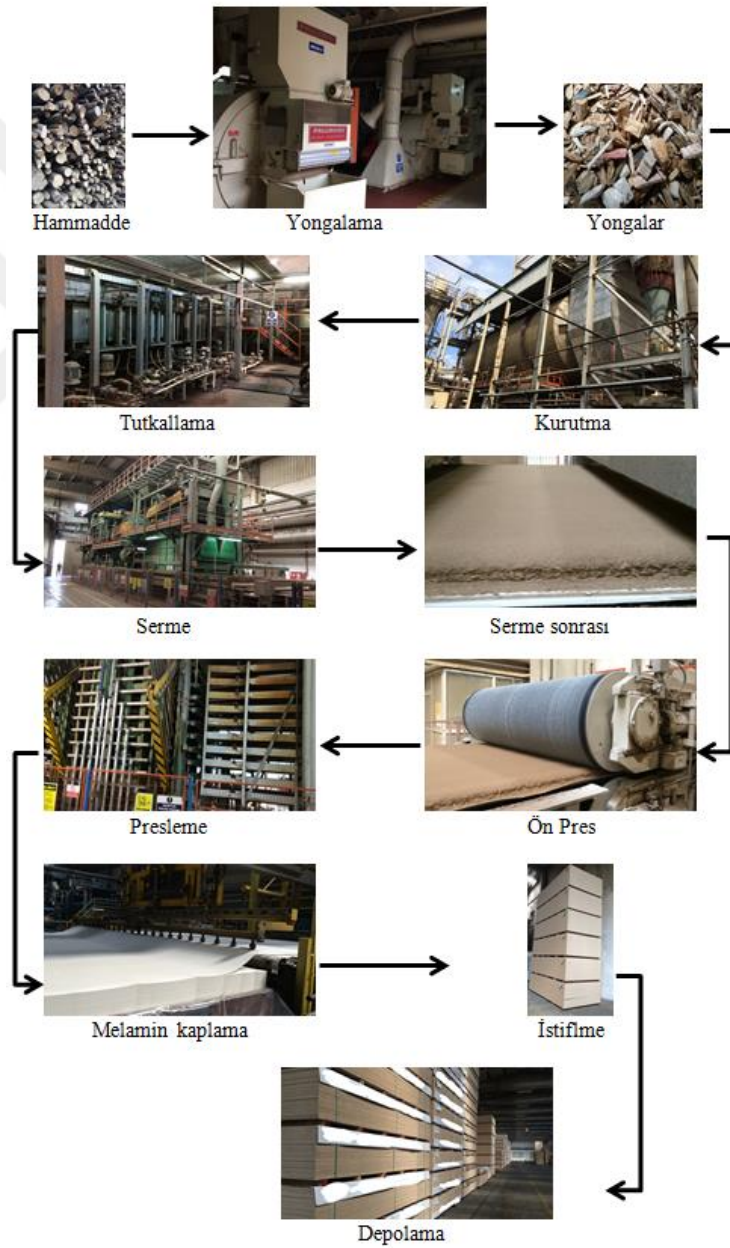 Hammadde
Yongalama
Yongalar
Tutkallama
Kurutma
Serme
Serme sonrası
Presleme
Ön Pres
Melamin kaplama
İstiflme
Depolama